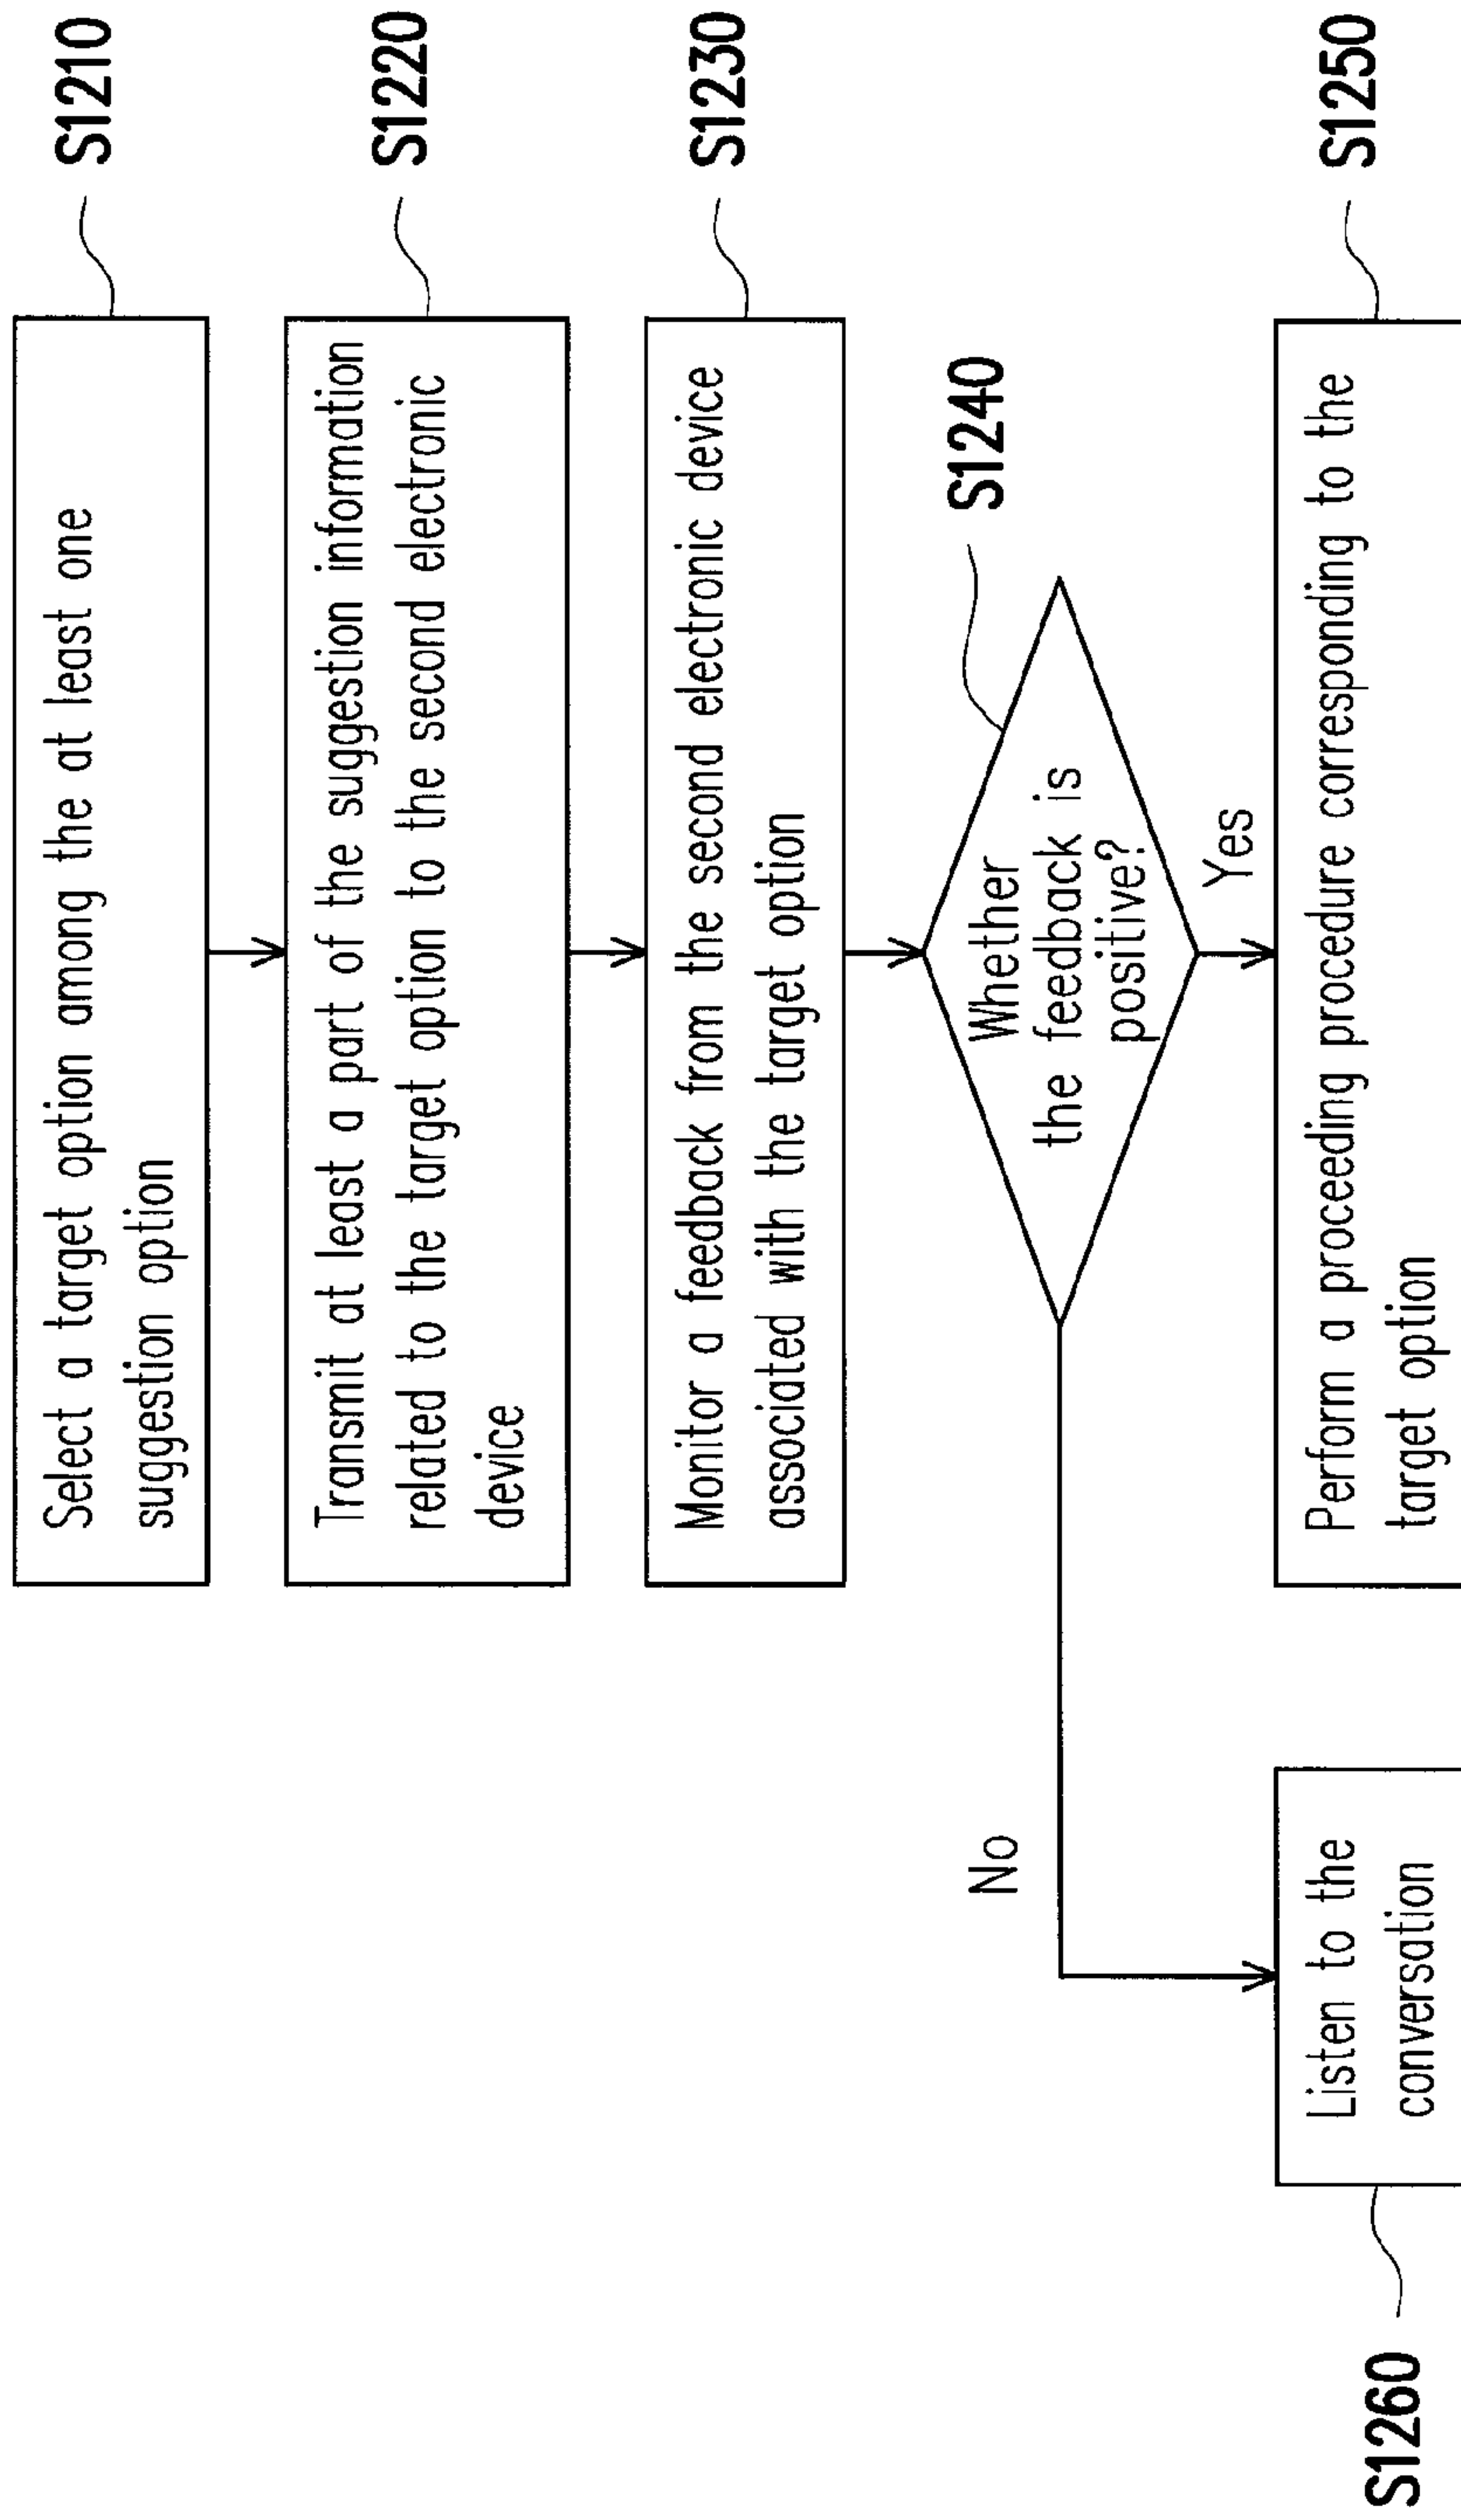 Select a target option among the at least one
suggestion option
S1210
Transmit at least a part of the suggestion information
related to the target option to the second electronic
device
S1220
Monitor a feedback from the second electronic device
associated with the target option
S1230
Whether
the feedback is
positive?
S1240
No
Yes
Listen to the
conversation
S1260
Perform a proceeding procedure corresponding to the
target option
S1250